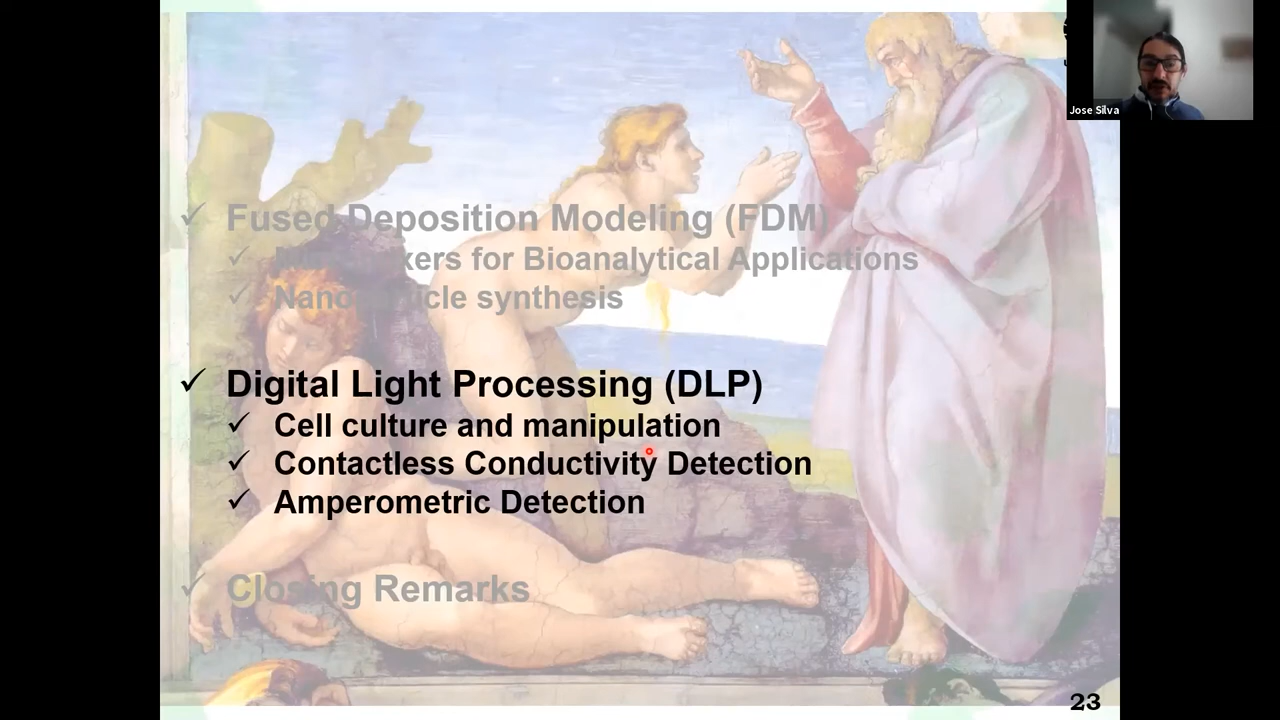 Jose Silva
✓ Fused Deposition Modeling (FDM)
✓ for Bioanalytical Applications
✓ Nanoparticle synthesis
✓ Digital Light Processing (DLP)
✓ Cell culture and manipulation
✓ Contactless Conductivity Detection
✓ Amperometric Detection
✓ Closing Remarks
23